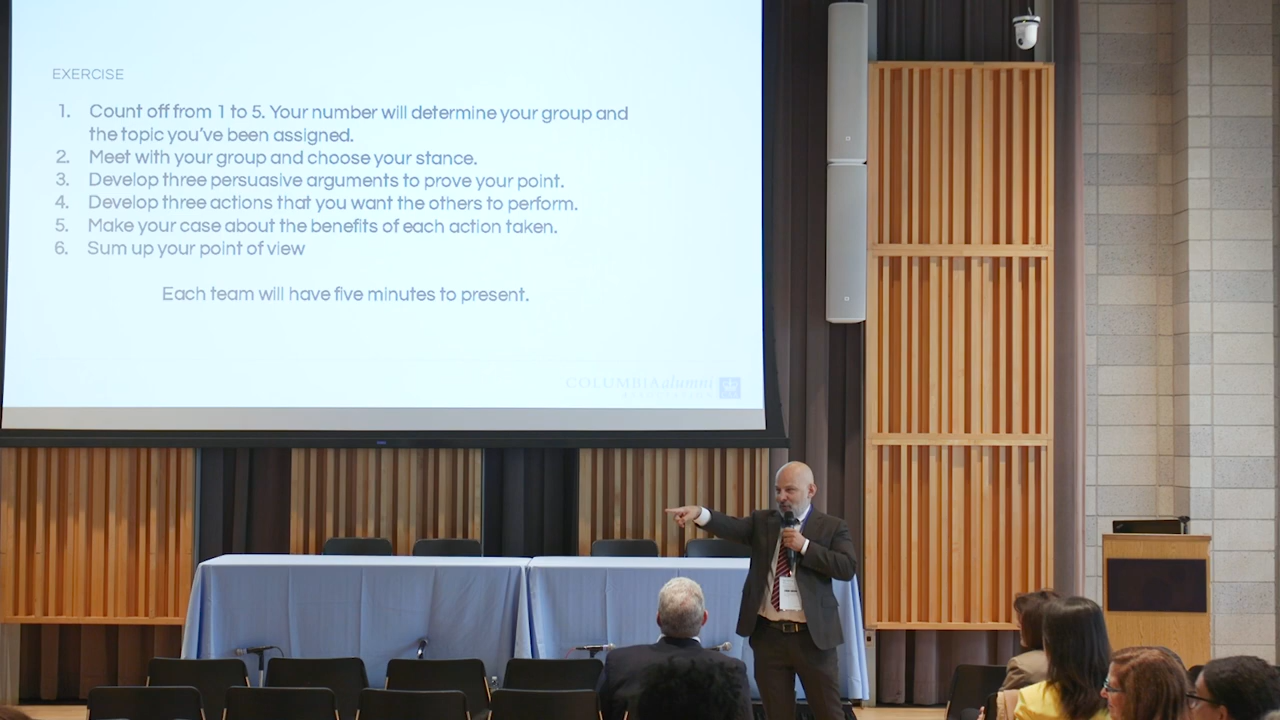 EXERCISE
1. Count off from 1 to 5. Your number will determine your group and
the topic you've been assigned.
2. Meet with your group and choose your stance.
3. Develop three persuasive arguments to prove your point.
4. Develop three actions that you want the others to perform.
5. Make your case about the benefits of each action taken.
6. Sum up your point of view
Each team will have five minutes to present.
COLUMBIA alumni
ASSOCIATION